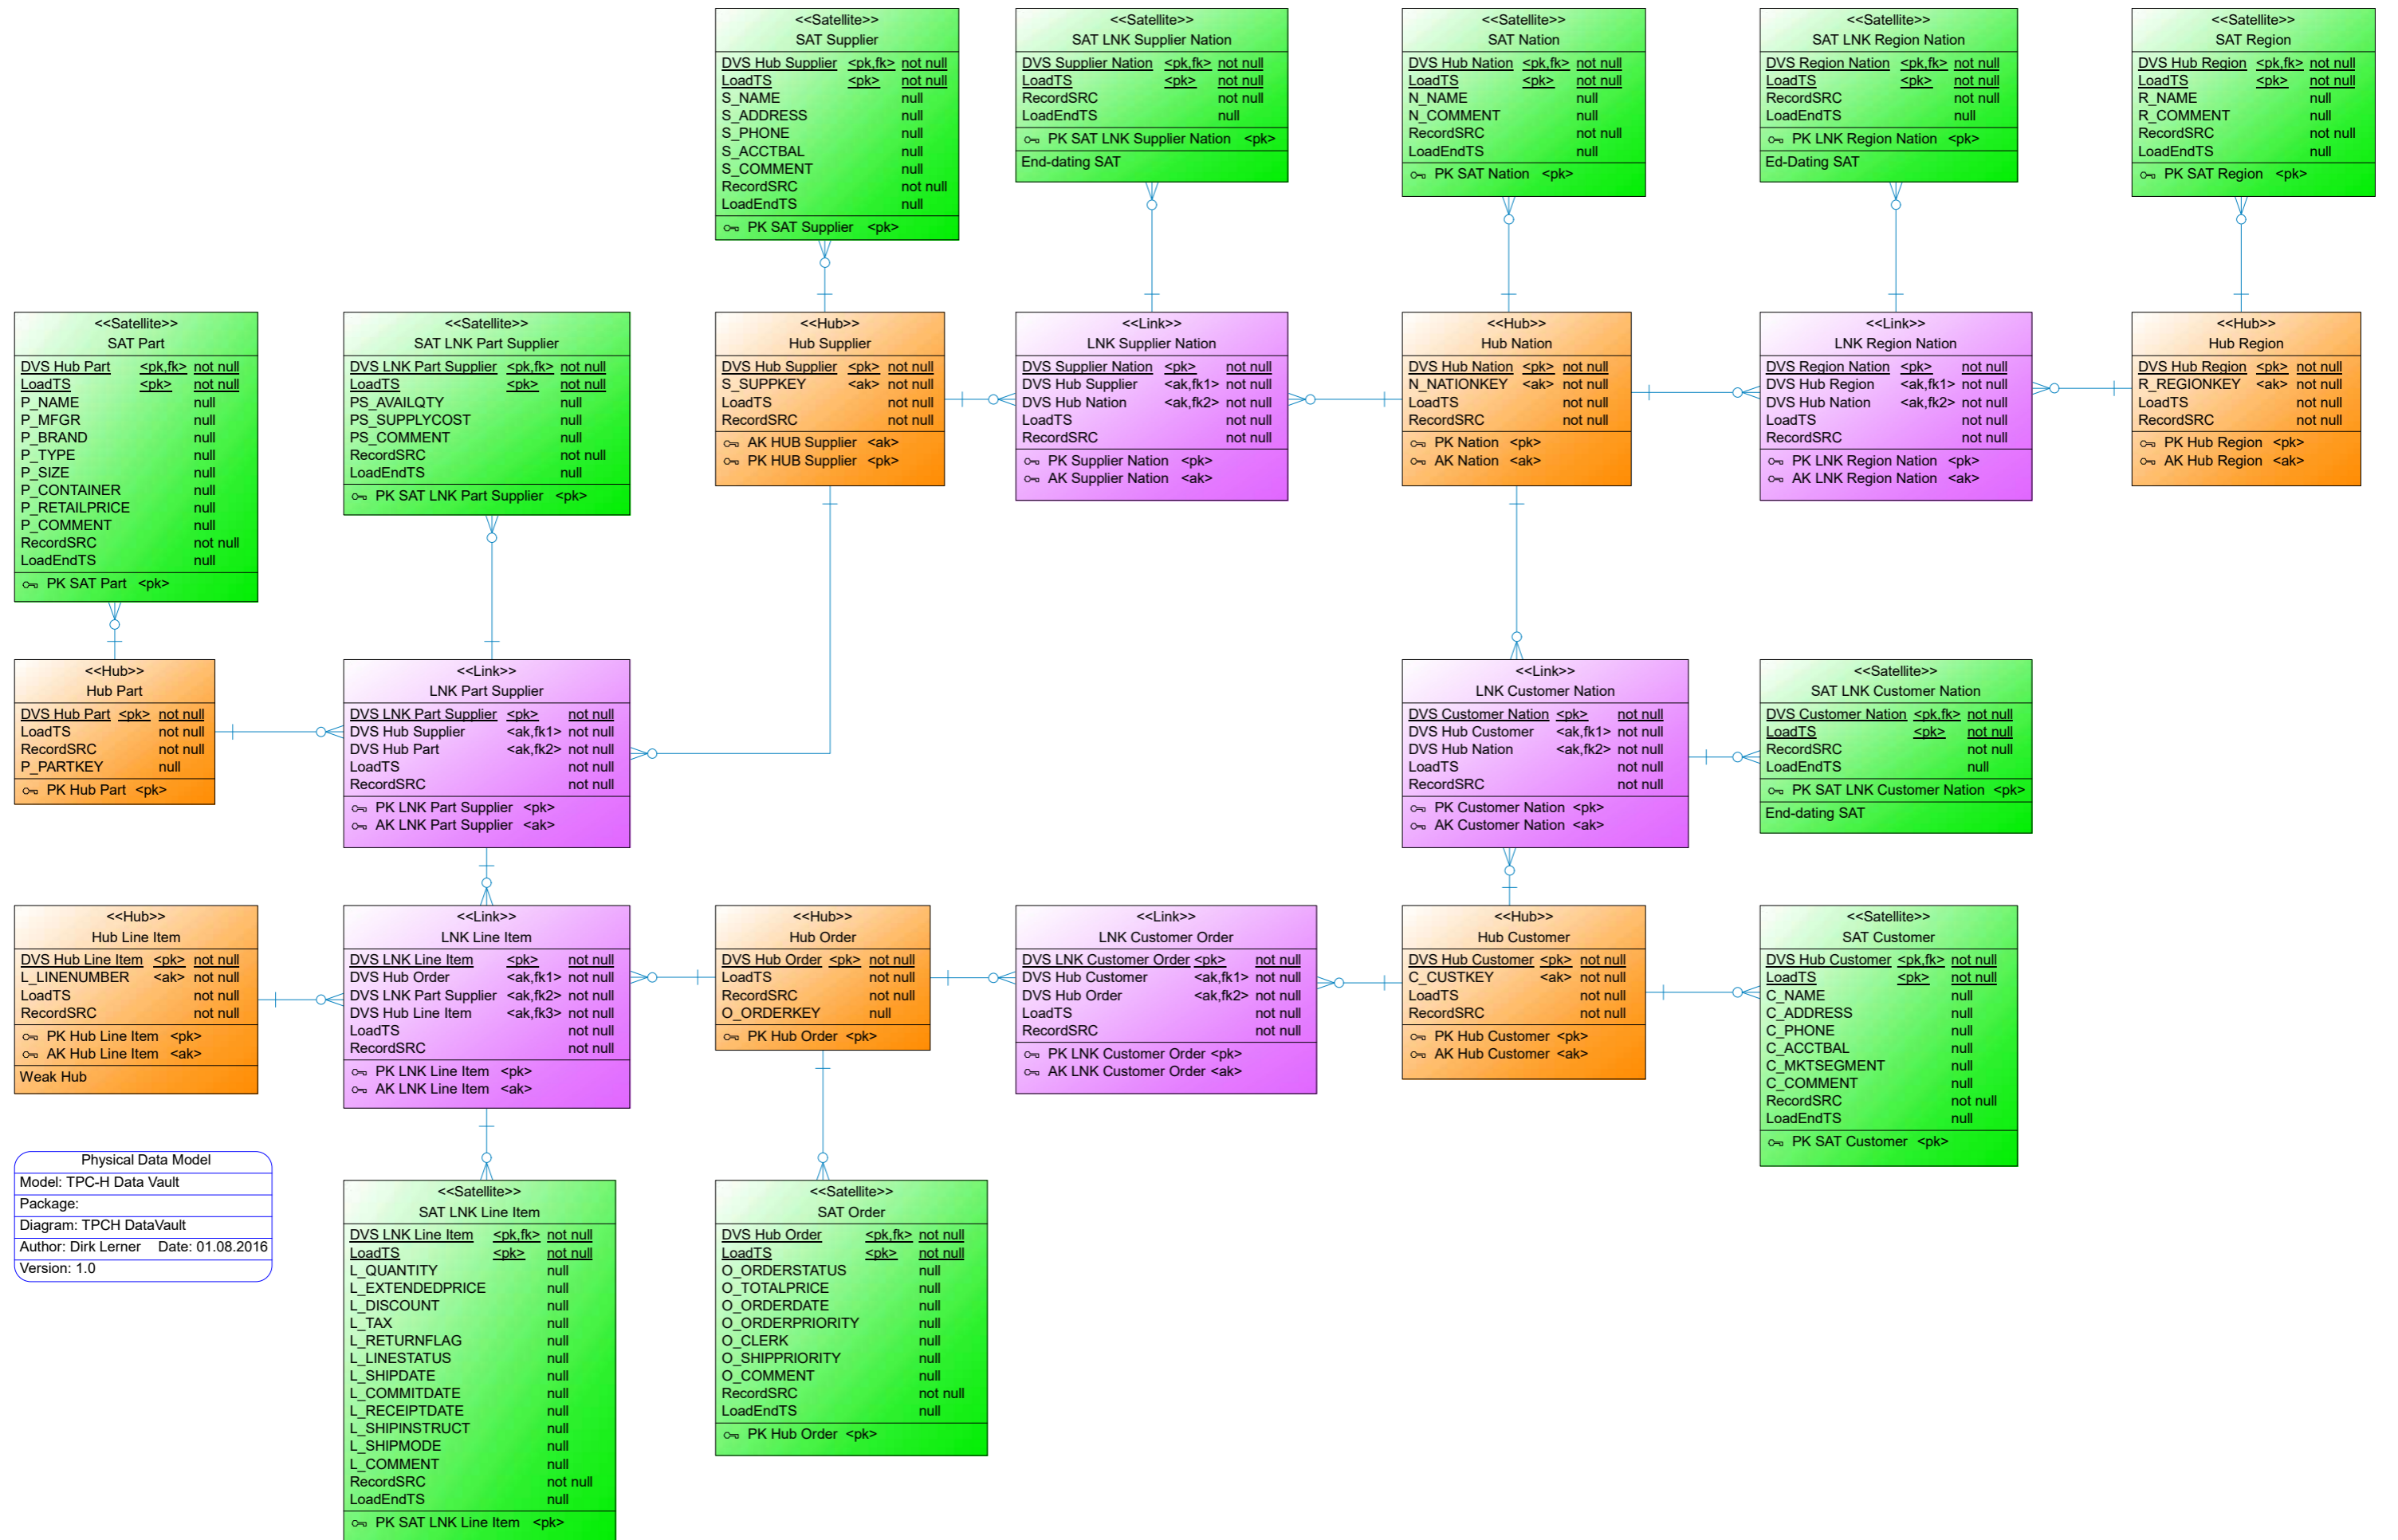 <<Satellite>>
SAT Supplier
DVS Hub Supplier <pk,fk> not null
LoadTS <pk> not null
S_NAME null
S_ADDRESS null
S_PHONE null
S_ACCTBAL null
S_COMMENT null
RecordSRC not null
LoadEndTS null
PK SAT Supplier <pk>
<<Satellite>>
SAT LNK Supplier Nation
DVS Supplier Nation <pk,fk> not null
LoadTS <pk> not null
RecordSRC not null
LoadEndTS null
PK SAT LNK Supplier Nation <pk>
End-dating SAT
<<Satellite>>
SAT Nation
DVS Hub Nation <pk,fk> not null
LoadTS <pk> not null
N_NAME null
N_COMMENT null
RecordSRC not null
LoadEndTS null
PK SAT Nation <pk>
<<Satellite>>
SAT LNK Region Nation
DVS Region Nation <pk,fk> not null
LoadTS <pk> not null
RecordSRC not null
LoadEndTS null
PK LNK Region Nation <pk>
Ed-Dating SAT
<<Satellite>>
SAT Region
DVS Hub Region <pk,fk> not null
LoadTS <pk> not null
R_NAME null
R_COMMENT null
RecordSRC not null
LoadEndTS null
PK SAT Region <pk>
<<Satellite>>
SAT Part
DVS Hub Part <pk,fk> not null
LoadTS <pk> not null
P_NAME null
P_MFGR null
P_BRAND null
P_TYPE null
P_SIZE null
P_CONTAINER null
P_RETAILPRICE null
P_COMMENT null
RecordSRC not null
LoadEndTS null
PK SAT Part <pk>
<<Satellite>>
SAT LNK Part Supplier
DVS LNK Part Supplier <pk,fk> not null
LoadTS <pk> not null
PS_AVAILQTY null
PS_SUPPLYCOST null
PS_COMMENT null
RecordSRC not null
LoadEndTS null
PK SAT LNK Part Supplier <pk>
<<Hub>>
Hub Supplier
DVS Hub Supplier <pk> not null
S_SUPPKEY <ak> not null
LoadTS not null
RecordSRC not null
AK HUB Supplier <ak>
PK HUB Supplier <pk>
<<Link>>
LNK Supplier Nation
DVS Supplier Nation <pk> not null
DVS Hub Supplier <ak,fk1> not null
DVS Hub Nation <ak,fk2> not null
LoadTS not null
RecordSRC not null
PK Supplier Nation <pk>
AK Supplier Nation <ak>
<<Hub>>
Hub Nation
DVS Hub Nation <pk> not null
N_NATIONKEY <ak> not null
LoadTS not null
RecordSRC not null
PK Nation <pk>
AK Nation <ak>
<<Link>>
LNK Region Nation
DVS Region Nation <pk> not null
DVS Hub Region <ak,fk1> not null
DVS Hub Nation <ak,fk2> not null
LoadTS not null
RecordSRC not null
PK LNK Region Nation <pk>
AK LNK Region Nation <ak>
<<Hub>>
Hub Region
DVS Hub Region <pk> not null
R_REGIONKEY <ak> not null
LoadTS not null
RecordSRC not null
PK Hub Region <pk>
AK Hub Region <ak>
<<Hub>>
Hub Part
DVS Hub Part <pk> not null
LoadTS not null
RecordSRC not null
P_PARTKEY null
PK Hub Part <pk>
<<Link>>
LNK Part Supplier
DVS LNK Part Supplier <pk> not null
DVS Hub Supplier <ak,fk1> not null
DVS Hub Part <ak,fk2> not null
LoadTS not null
RecordSRC not null
PK LNK Part Supplier <pk>
AK LNK Part Supplier <ak>
<<Link>>
LNK Customer Nation
DVS Customer Nation <pk> not null
DVS Hub Customer <ak,fk1> not null
DVS Hub Nation <ak,fk2> not null
LoadTS not null
RecordSRC not null
PK Customer Nation <pk>
AK Customer Nation <ak>
<<Satellite>>
SAT LNK Customer Nation
DVS Customer Nation <pk,fk> not null
LoadTS <pk> not null
RecordSRC not null
LoadEndTS null
PK SAT LNK Customer Nation <pk>
End-dating SAT
<<Hub>>
Hub Line Item
DVS Hub Line Item <pk> not null
L_LINENUMBER <ak> not null
LoadTS not null
RecordSRC not null
PK Hub Line Item <pk>
AK Hub Line Item <ak>
Weak Hub
<<Link>>
LNK Line Item
DVS LNK Line Item <pk> not null
DVS Hub Order <ak,fk1> not null
DVS LNK Part Supplier <ak,fk2> not null
DVS Hub Line Item <ak,fk3> not null
LoadTS not null
RecordSRC not null
PK LNK Line Item <pk>
AK LNK Line Item <ak>
<<Hub>>
Hub Order
DVS Hub Order <pk> not null
LoadTS not null
RecordSRC not null
O_ORDERKEY null
PK Hub Order <pk>
<<Link>>
LNK Customer Order
DVS LNK Customer Order <pk> not null
DVS Hub Customer <ak,fk1> not null
DVS Hub Order <ak,fk2> not null
LoadTS not null
RecordSRC not null
PK LNK Customer Order <pk>
AK LNK Customer Order <ak>
<<Hub>>
Hub Customer
DVS Hub Customer <pk> not null
C_CUSTKEY <ak> not null
LoadTS not null
RecordSRC not null
PK Hub Customer <pk>
AK Hub Customer <ak>
<<Satellite>>
SAT Customer
DVS Hub Customer <pk,fk> not null
LoadTS <pk> not null
C_NAME null
C_ADDRESS null
C_PHONE null
C_ACCTBAL null
C_MKTSEGMENT null
C_COMMENT null
RecordSRC not null
LoadEndTS null
PK SAT Customer <pk>
Physical Data Model
Model: TPC-H Data Vault
Package:
Diagram: TPCH DataVault
Author: Dirk Lerner Date: 01.08.2016
Version: 1.0
<<Satellite>>
SAT LNK Line Item
DVS LNK Line Item <pk,fk> not null
LoadTS <pk> not null
L_QUANTITY null
L_EXTENDEDPRICE null
L_DISCOUNT null
L_TAX null
L_RETURNFLAG null
L_LINESTATUS null
L_SHIPDATE null
L_COMMITDATE null
L_RECEIPTDATE null
L_SHIPINSTRUCT null
L_SHIPMODE null
L_COMMENT null
RecordSRC not null
LoadEndTS null
PK SAT LNK Line Item <pk>
<<Satellite>>
SAT Order
DVS Hub Order <pk,fk> not null
LoadTS <pk> not null
O_ORDERSTATUS null
O_TOTALPRICE null
O_ORDERDATE null
O_ORDERPRIORITY null
O_CLERK null
O_SHIPPRIORITY null
O_COMMENT null
RecordSRC not null
LoadEndTS null
PK Hub Order <pk>